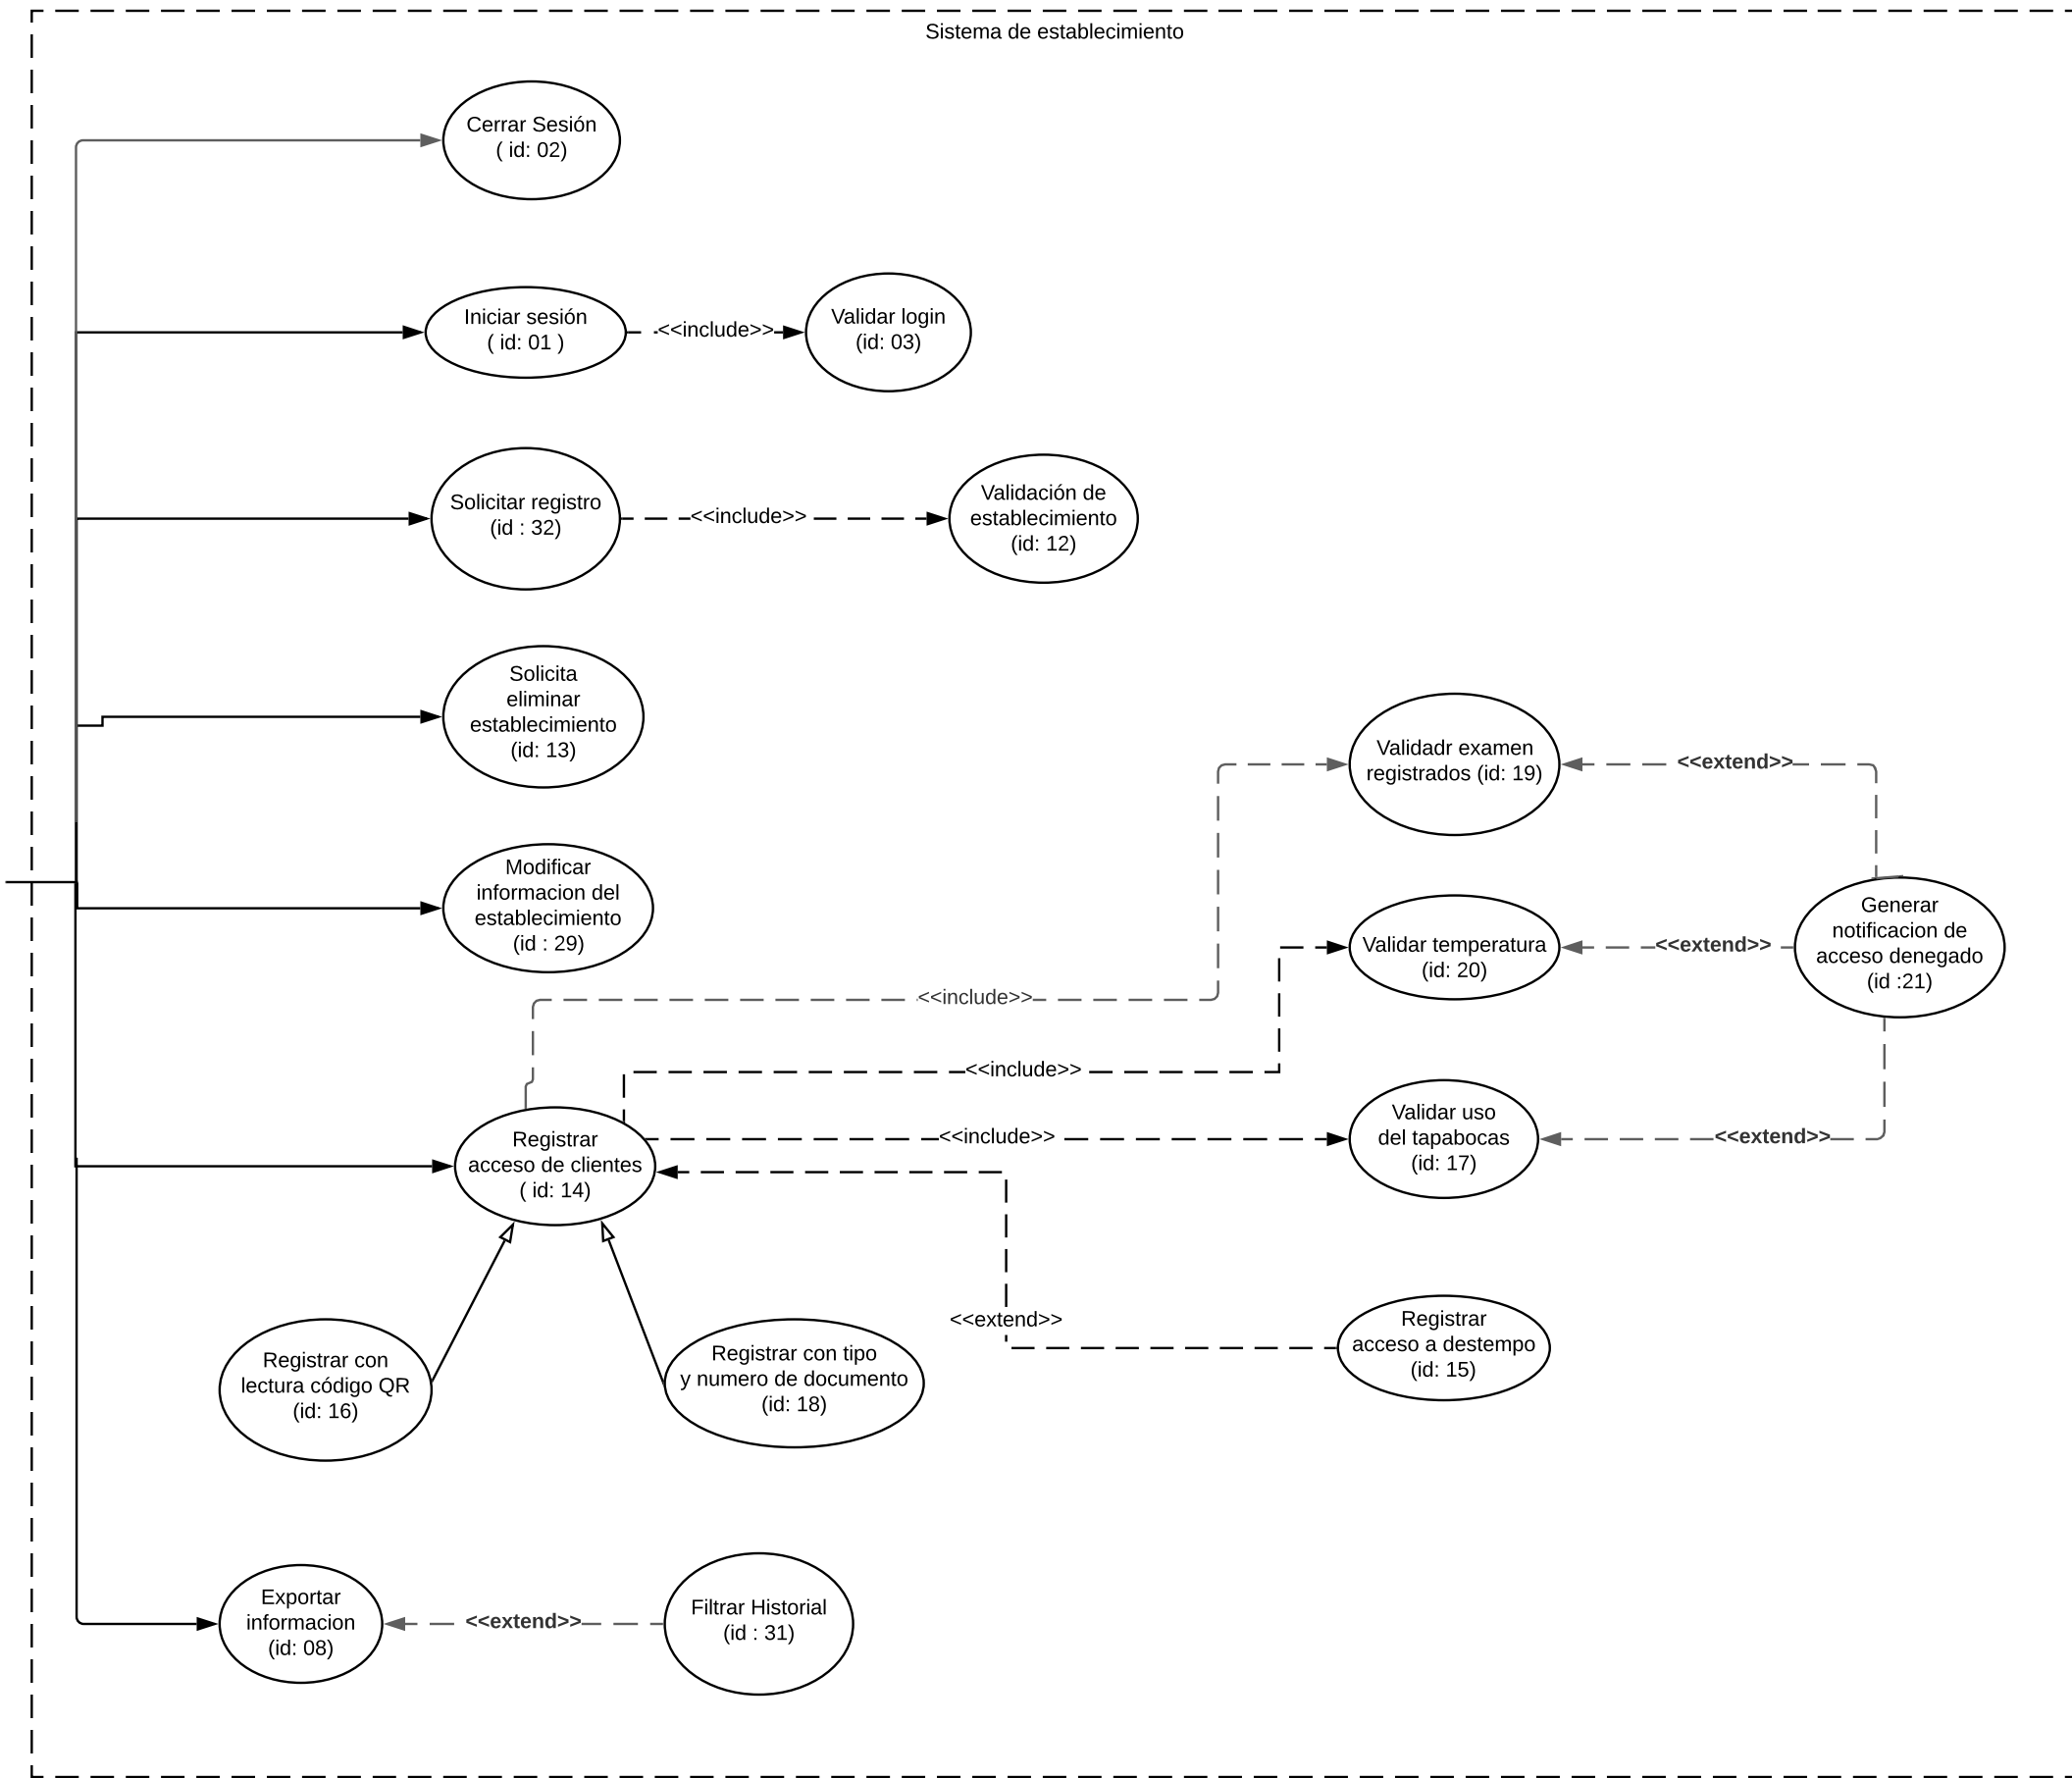 Sistema de establecimiento
Cerrar Sesión
( id: 02)
Iniciar sesión
( id: 01 )
<<include>>
Validar login
(id: 03)
Solicitar registro
(id : 32)
<<include>>
Validación de
establecimiento
(id: 12)
Solicita
eliminar
establecimiento
(id: 13)
Validadr examen
registrados (id: 19)
<<extend>>
Modificar
informacion del
establecimiento
(id : 29)
Validar temperatura
(id: 20)
<<extend>>
Generar
notificacion de
acceso denegado
(id :21)
<<include>>
<<include>>
Registrar
acceso de clientes
( id: 14)
<<include>>
Validar uso
del tapabocas
(id: 17)
<<extend>>
<<extend>>
Registrar
acceso a destempo
(id: 15)
Registrar con
lectura código QR
(id: 16)
Registrar con tipo
y numero de documento
(id: 18)
Exportar
informacion
(id: 08)
<<extend>>
Filtrar Historial
(id : 31)